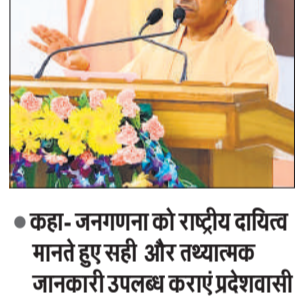 ● कहा- जनगणना को राष्ट्रीय दायित्व
मानते हुए सही और तथ्यात्मक
जानकारी उपलब्ध कराएं प्रदेशवासी